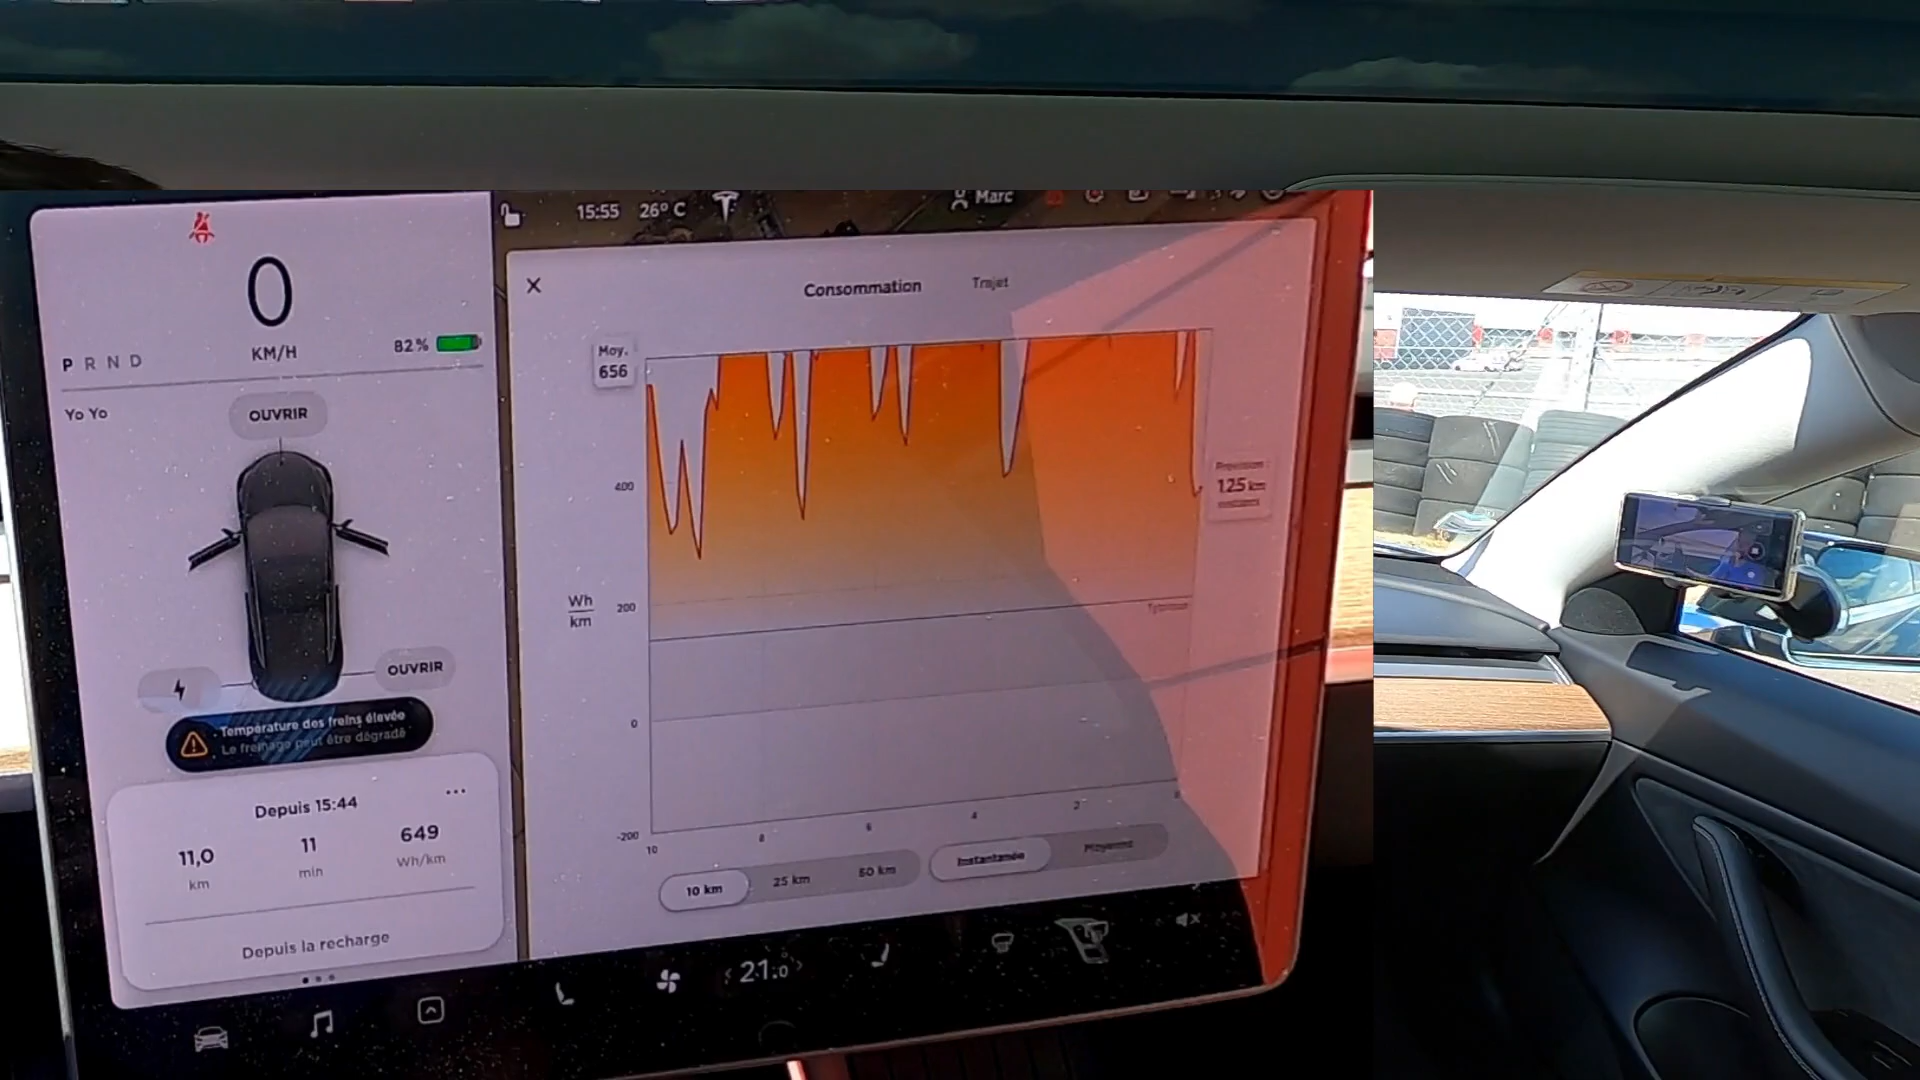 15:55 26° C Marc
0
KM/H
82%
P R N D
Yo Yo
OUVRIR
OUVRIR
Température des freins élevée
Le freinage peut être dégradé
Depuis 15:44
...
11,0
km
11
min
649
Wh/km
Depuis la recharge
X
Consommation Trajet
Moy.
656
400
Wh
km
200
0
-200
10 8 6 4 2 0
125 km
10 km 25 km 50 km
Instantanée Moyenne
21.0°